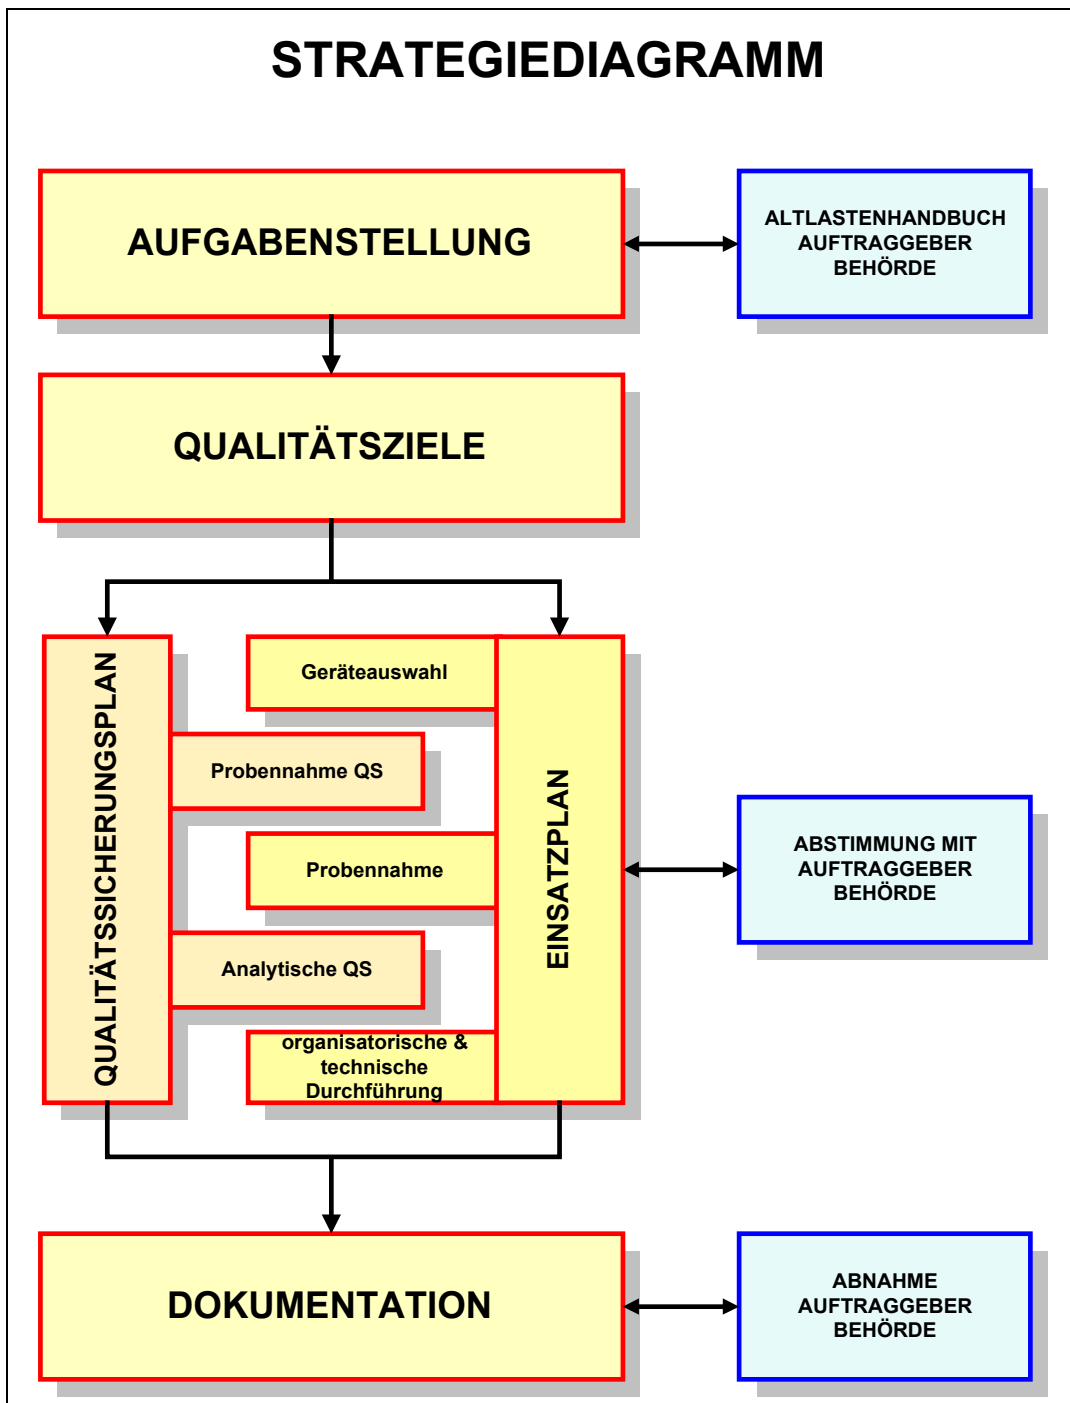 STRATEGIEDIAGRAMM
AUFGABENSTELLUNG
ALTLASTENHANDBUCH
AUFTRAGGEBER
BEHÖRDE
QUALITÄTSZIELE
QUALITÄTSSICHERUNGSPLAN
Geräteauswahl
Probennahme QS
Probennahme
Analytische QS
organisatorische &
technische
Durchführung
EINSATZPLAN
ABSTIMMUNG MIT
AUFTRAGGEBER
BEHÖRDE
DOKUMENTATION
ABNAHME
AUFTRAGGEBER
BEHÖRDE